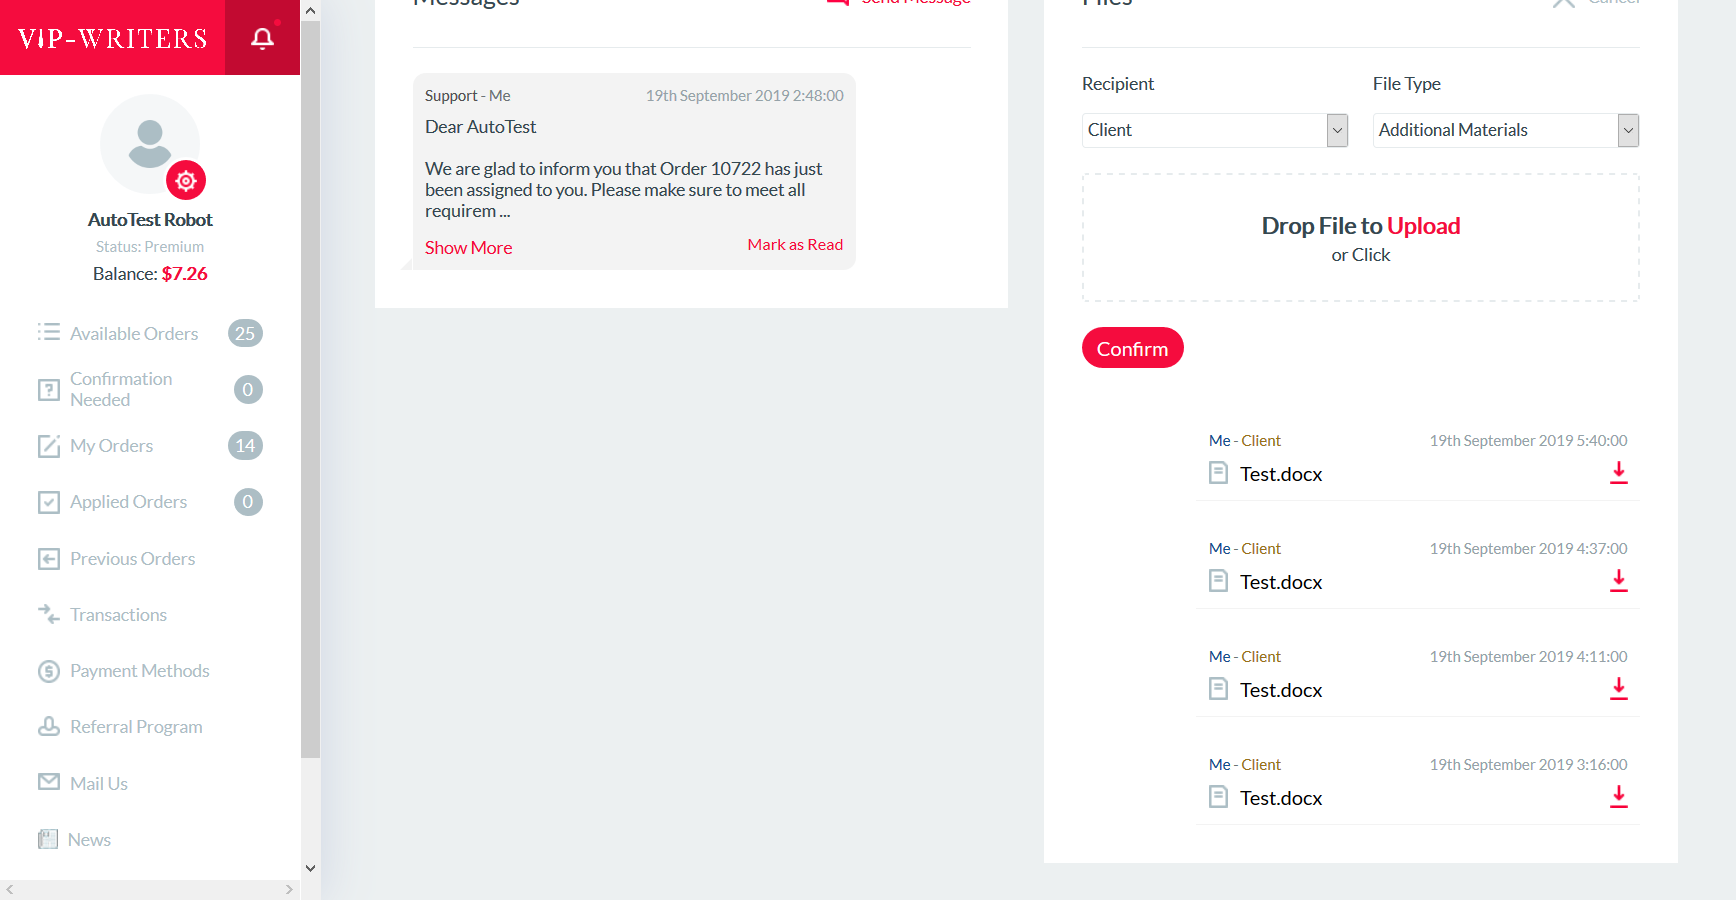 VIP-WRITERS
AutoTest Robot
Status: Premium
Balance: $7.26
Available Orders 25
Confirmation
Needed 0
My Orders 14
Applied Orders 0
Previous Orders
Transactions
Payment Methods
Referral Program
Mail Us
News
Messages
Send Message
Support - Me 19th September 2019 2:48:00
Dear AutoTest
We are glad to inform you that Order 10722 has just
been assigned to you. Please make sure to meet all
requirem ...
Show More Mark as Read
Files
Cancel
Recipient File Type
Client Additional Materials
Drop File to Upload
or Click
Confirm
Me - Client 19th September 2019 5:40:00
Test.docx
Me - Client 19th September 2019 4:37:00
Test.docx
Me - Client 19th September 2019 4:11:00
Test.docx
Me - Client 19th September 2019 3:16:00
Test.docx